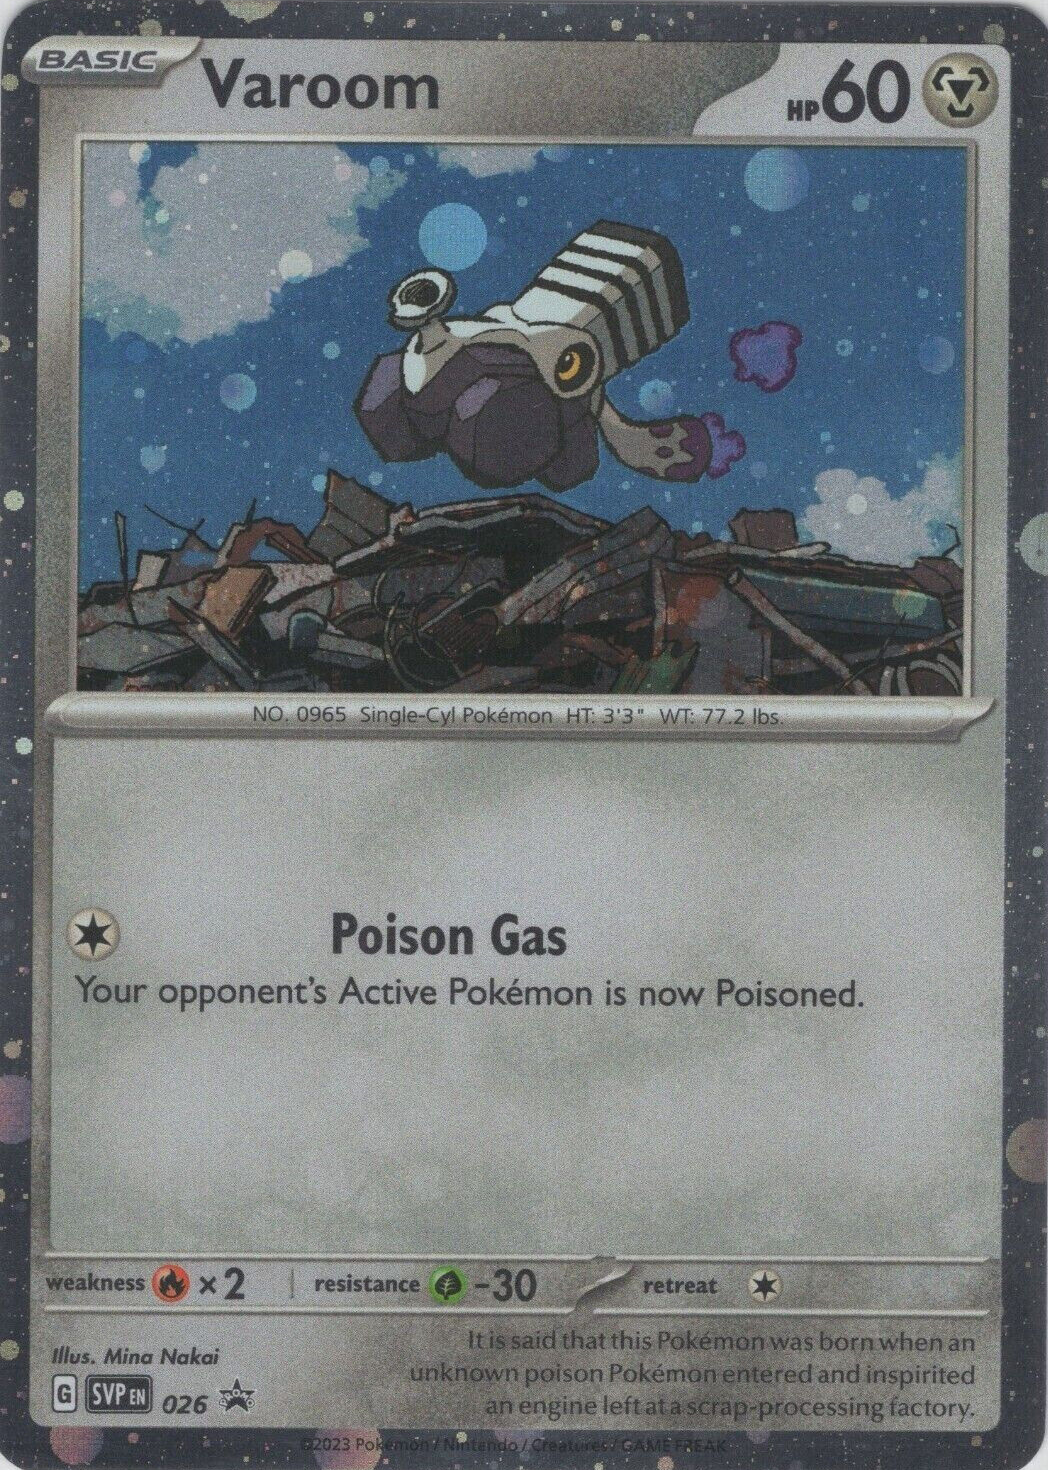 BASIC Varoom HP 60
NO. 0965 Single-Cyl Pokémon HT: 3'3" WT: 77.2 lbs.
Poison Gas
Your opponent's Active Pokémon is now Poisoned.
weakness ×2 resistance -30 retreat
Illus. Mina Nakai
It is said that this Pokémon was born when an
unknown poison Pokémon entered and inspirited
an engine left at a scrap-processing factory.
G SVP EN 026 PROMO
©2023 Pokémon / Nintendo / Creatures / GAME FREAK